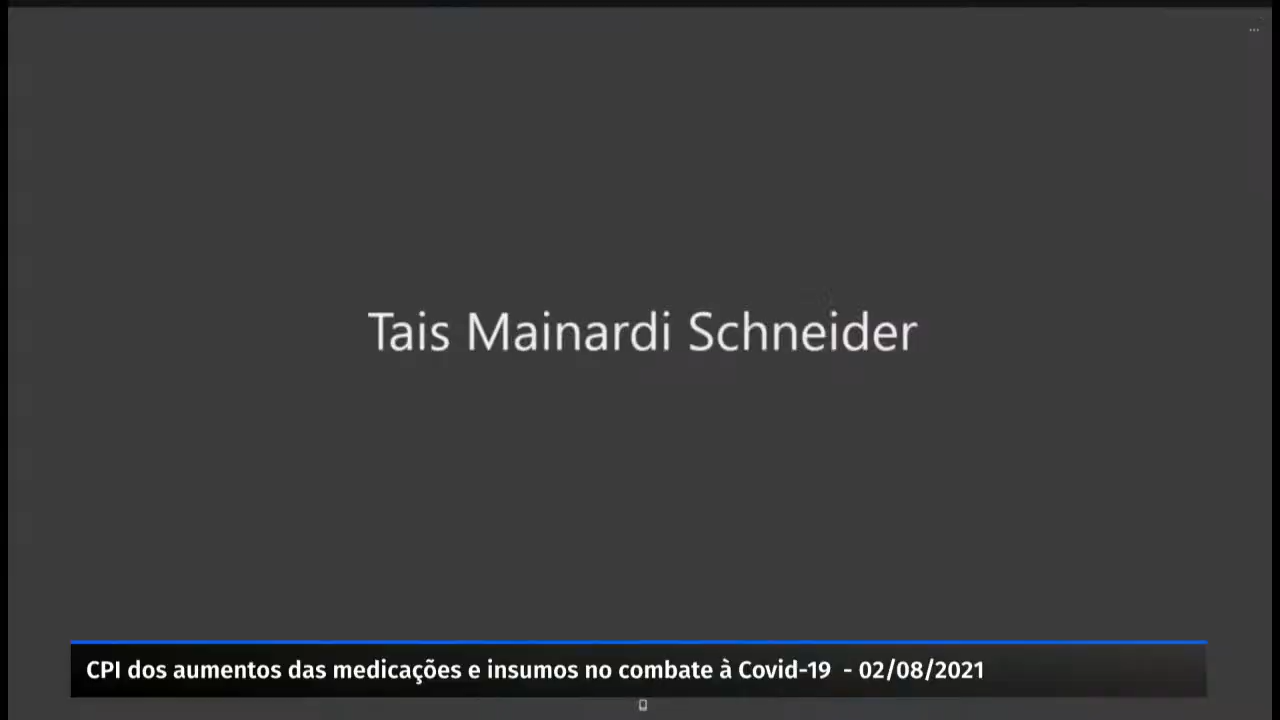 Tais Mainardi Schneider
CPI dos aumentos das medicações e insumos no combate à Covid-19 - 02/08/2021